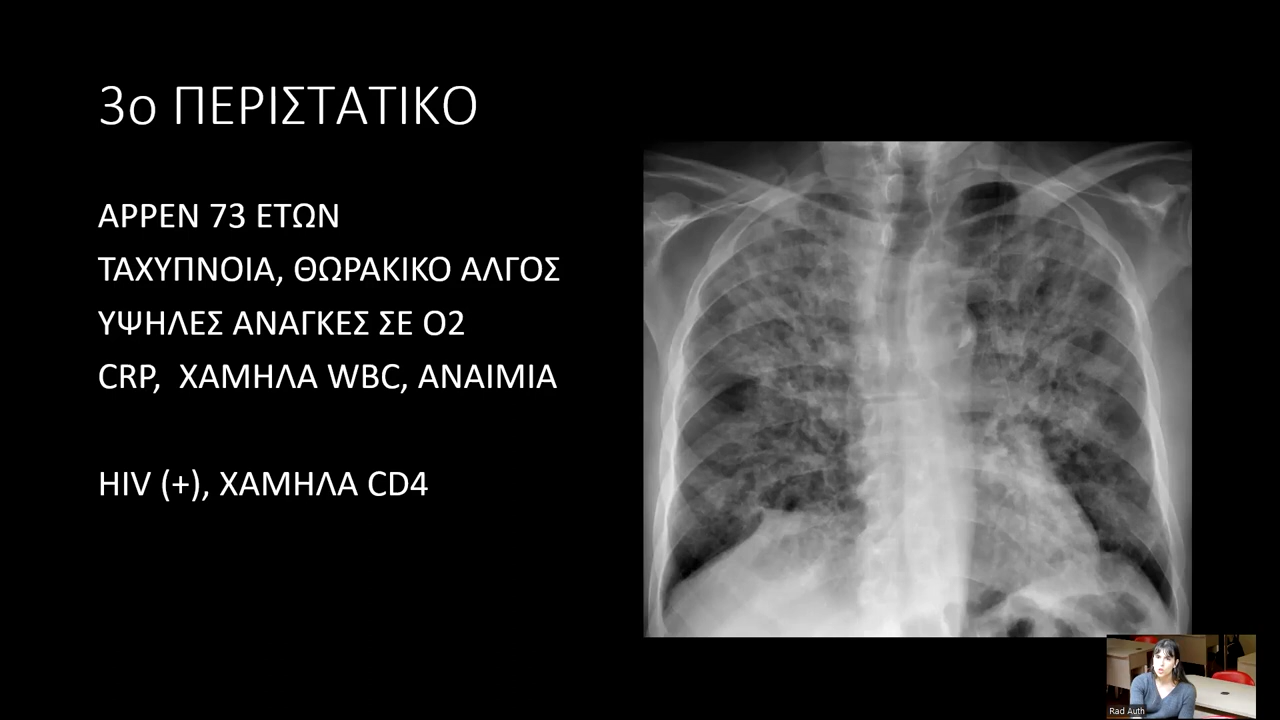 3ο ΠΕΡΙΣΤΑΤΙΚΟ
ΑΡΡΕΝ 73 ΕΤΩΝ
ΤΑΧΥΠΝΟΙΑ, ΘΩΡΑΚΙΚΟ ΑΛΓΟΣ
ΥΨΗΛΕΣ ΑΝΑΓΚΕΣ ΣΕ Ο2
CRP, ΧΑΜΗΛΑ WBC, ΑΝΑΙΜΙΑ
HIV (+), ΧΑΜΗΛΑ CD4
Rad Auth